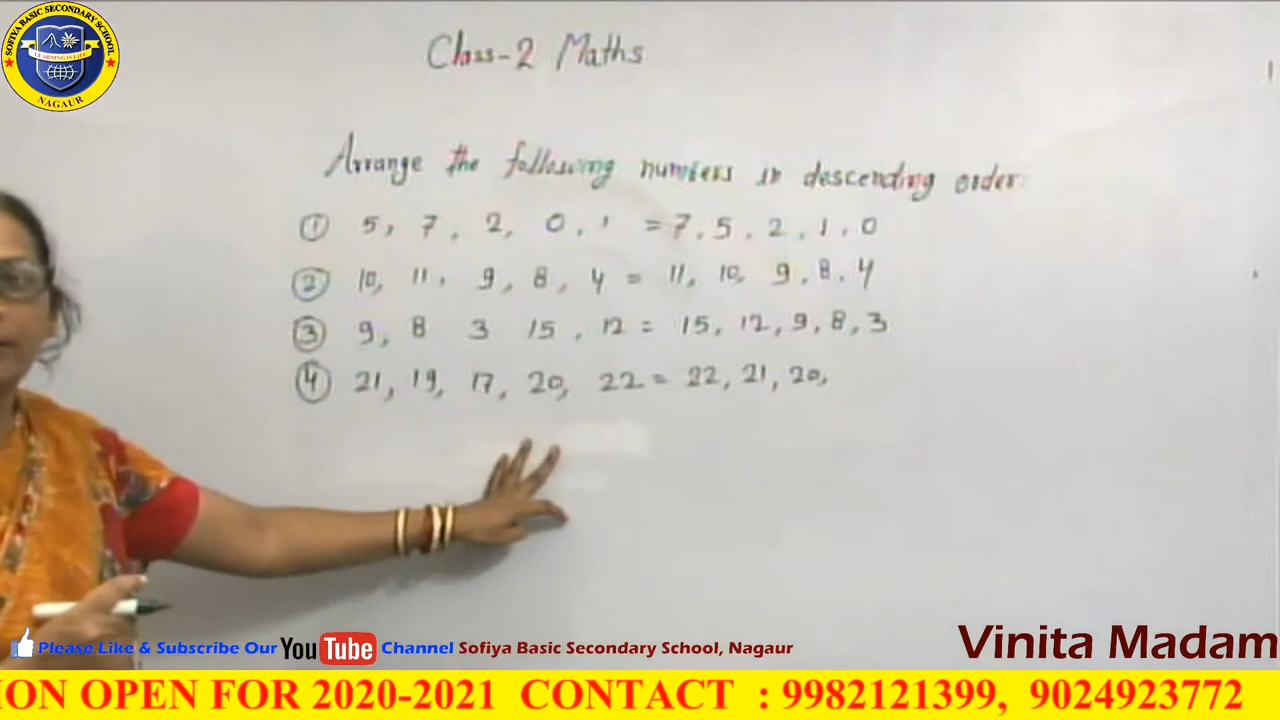 SOFIYA BASIC SECONDARY SCHOOL
LEARNING IS LIFE
NAGAUR
Class-2 Maths
Arrange the following numbers in descending order:
① 5, 7, 2, 0, 1 = 7, 5, 2, 1, 0
② 10, 11, 9, 8, 4 = 11, 10, 9, 8, 4
③ 9, 8 3 15, 12 = 15, 12, 9, 8, 3
④ 21, 19, 17, 20, 22 = 22, 21, 20,
Please Like & Subscribe Our YouTube Channel Sofiya Basic Secondary School, Nagaur
Vinita Madam
ION OPEN FOR 2020-2021 CONTACT : 9982121399, 9024923772